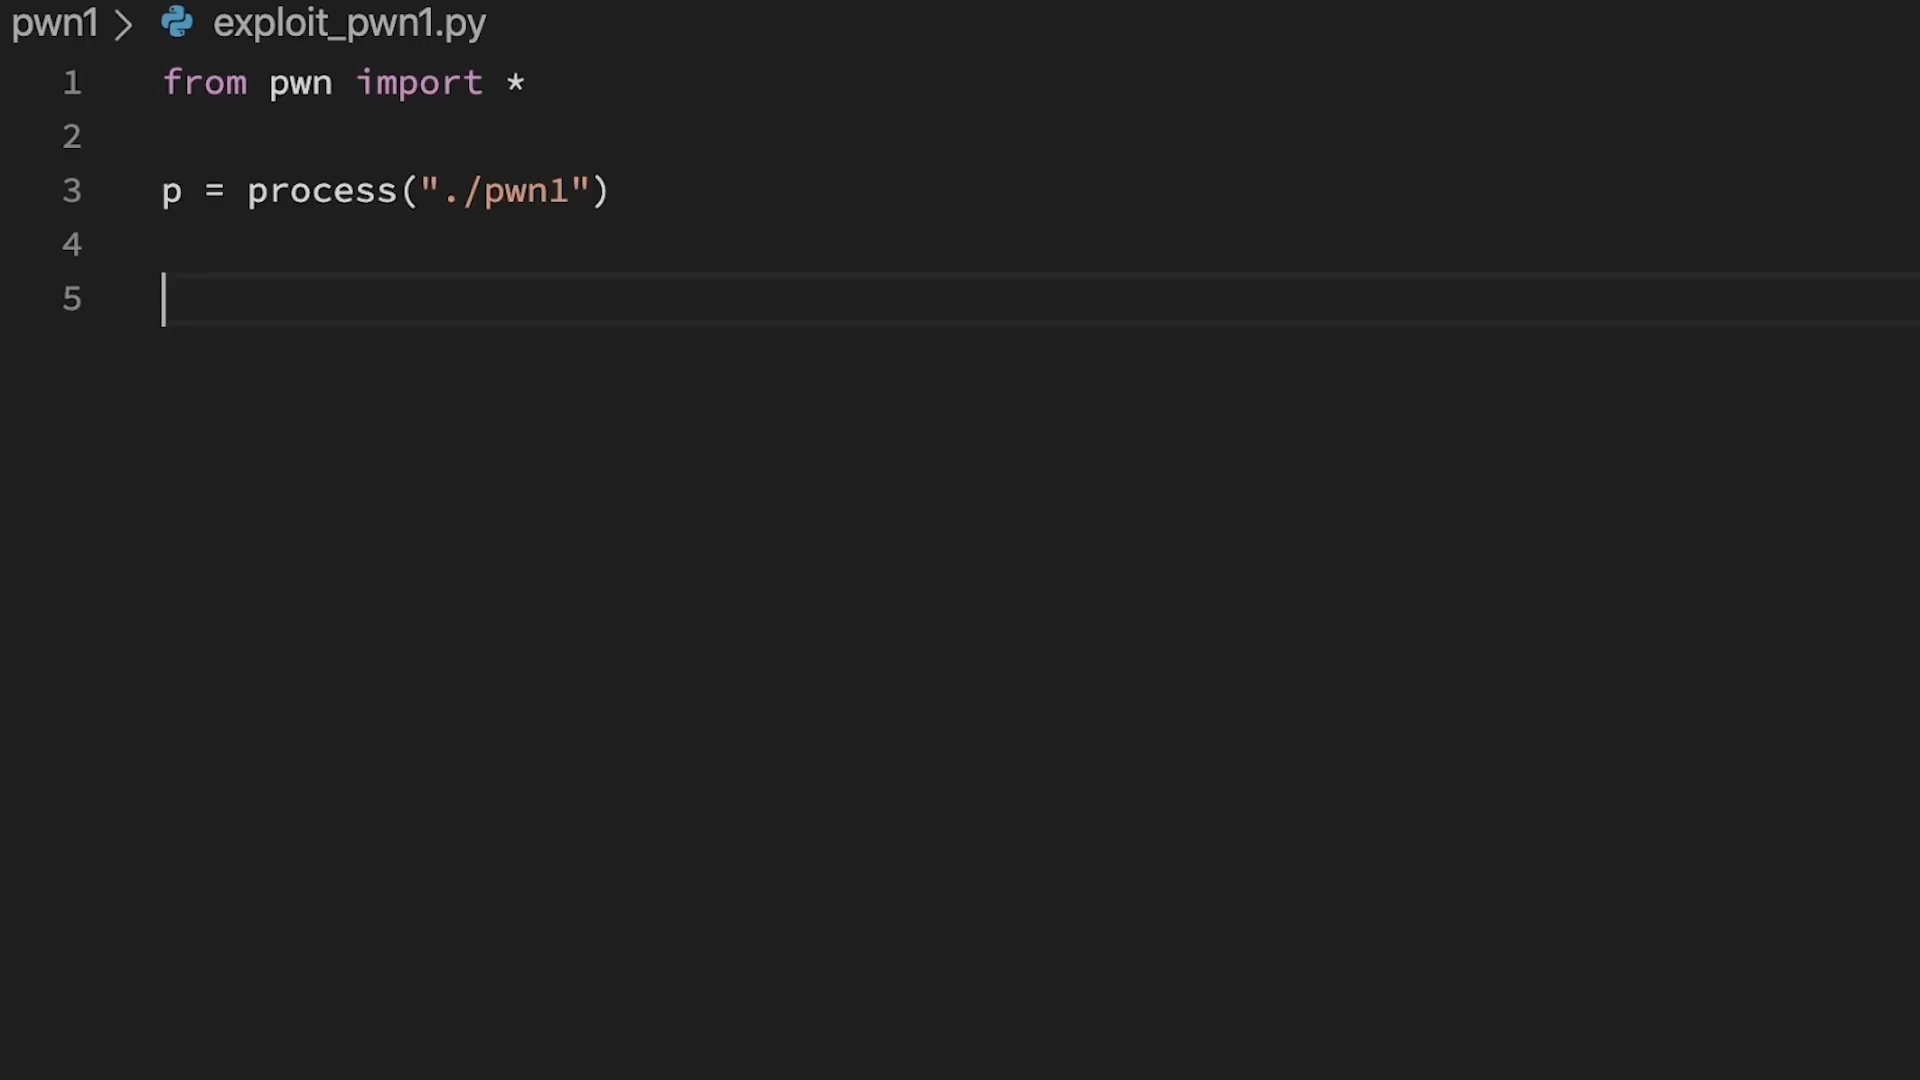 pwn1 > exploit_pwn1.py
1 from pwn import *
2
3 p = process("./pwn1")
4
5